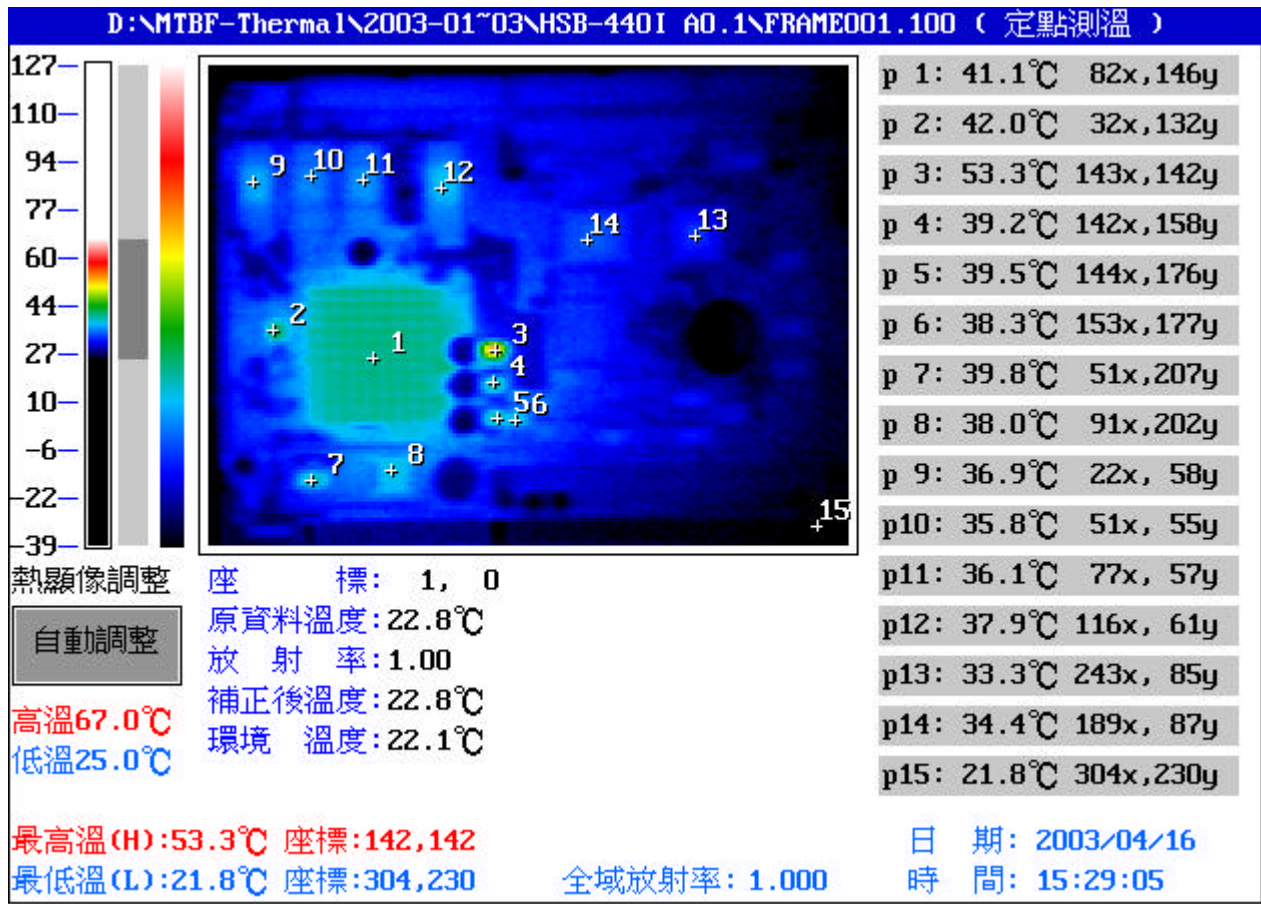 D:\MTBF-Thermal\2003-01~03\HSB-440I A0.1\FRAME001.100 ( 定點測溫 )
127
110
94
77
60
44
27
10
-6
-22
-39
9
10
11
12
14
13
2
1
3
4
5
6
7
8
15
p 1: 41.1℃ 82x,146y
p 2: 42.0℃ 32x,132y
p 3: 53.3℃ 143x,142y
p 4: 39.2℃ 142x,158y
p 5: 39.5℃ 144x,176y
p 6: 38.3℃ 153x,177y
p 7: 39.8℃ 51x,207y
p 8: 38.0℃ 91x,202y
p 9: 36.9℃ 22x, 58y
p10: 35.8℃ 51x, 55y
p11: 36.1℃ 77x, 57y
p12: 37.9℃ 116x, 61y
p13: 33.3℃ 243x, 85y
p14: 34.4℃ 189x, 87y
p15: 21.8℃ 304x,230y
熱顯像調整
自動調整
高溫67.0℃
低溫25.0℃
座 標: 1, 0
原資料溫度:22.8℃
放 射 率:1.00
補正後溫度:22.8℃
環境 溫度:22.1℃
最高溫(H):53.3℃ 座標:142,142
最低溫(L):21.8℃ 座標:304,230
全域放射率: 1.000
日 期: 2003/04/16
時 間: 15:29:05